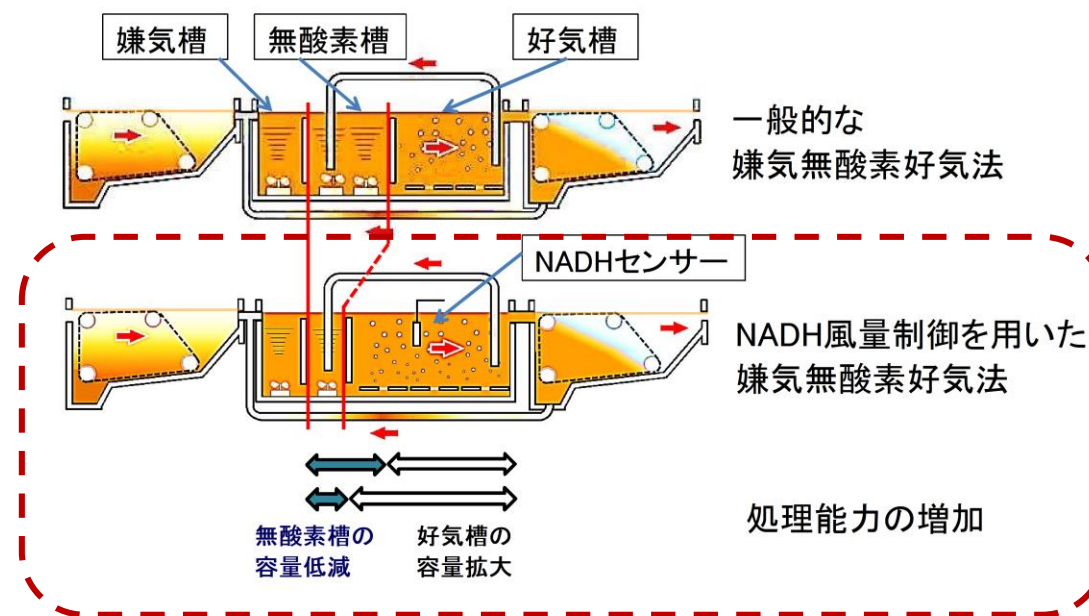 嫌気槽
無酸素槽
好気槽
一般的な
嫌気無酸素好気法
NADHセンサー
NADH風量制御を用いた
嫌気無酸素好気法
無酸素槽の
容量低減
好気槽の
容量拡大
処理能力の増加